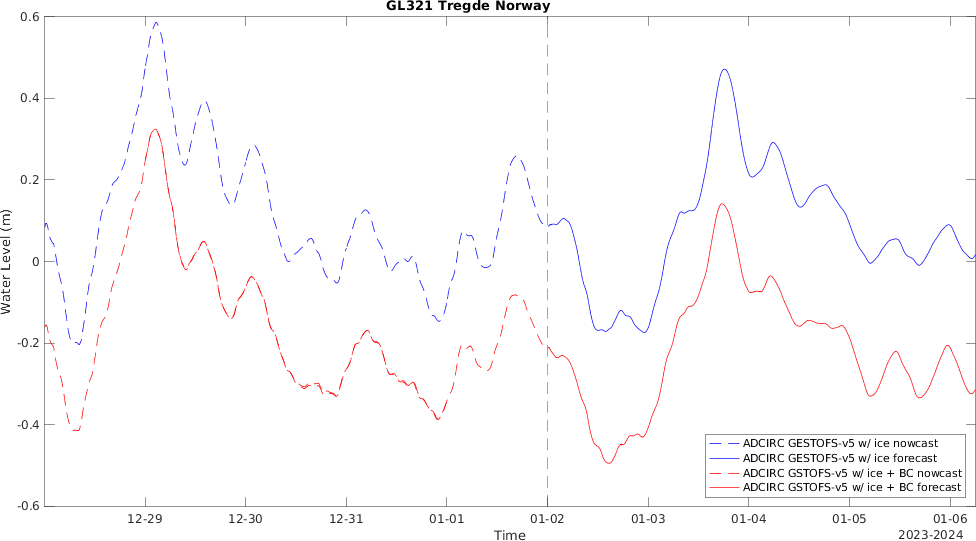 GL321 Tregde Norway
0.6
0.4
0.2
0
-0.2
-0.4
-0.6
Water Level (m)
12-29
12-30
12-31
01-01
01-02
01-03
01-04
01-05
01-06
Time
2023-2024
ADCIRC GESTOFS-v5 w/ ice nowcast
ADCIRC GESTOFS-v5 w/ ice forecast
ADCIRC GSTOFS-v5 w/ ice + BC nowcast
ADCIRC GSTOFS-v5 w/ ice + BC forecast